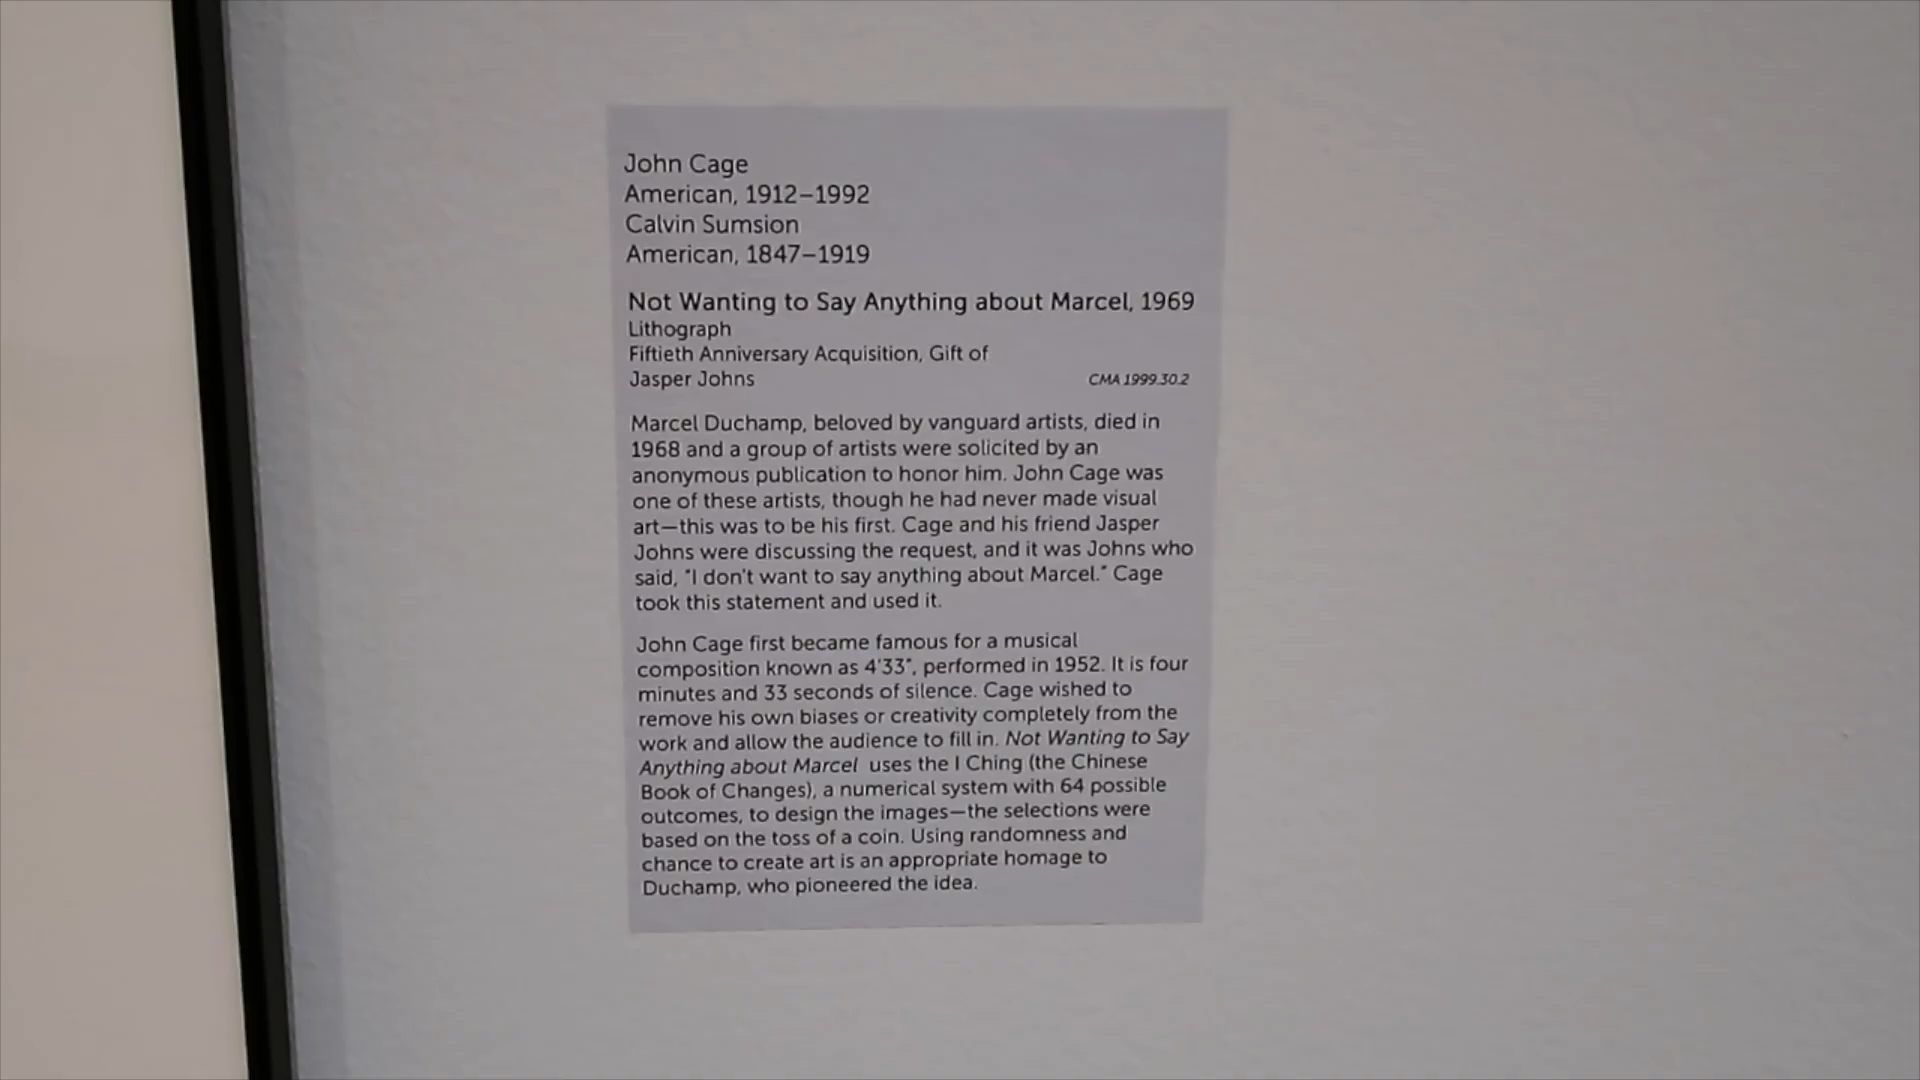 John Cage
American, 1912–1992
Calvin Sumsion
American, 1847–1919
Not Wanting to Say Anything about Marcel, 1969
Lithograph
Fiftieth Anniversary Acquisition, Gift of
Jasper Johns CMA 1999.30.2
Marcel Duchamp, beloved by vanguard artists, died in
1968 and a group of artists were solicited by an
anonymous publication to honor him. John Cage was
one of these artists, though he had never made visual
art—this was to be his first. Cage and his friend Jasper
Johns were discussing the request, and it was Johns who
said, "I don't want to say anything about Marcel." Cage
took this statement and used it.
John Cage first became famous for a musical
composition known as 4'33", performed in 1952. It is four
minutes and 33 seconds of silence. Cage wished to
remove his own biases or creativity completely from the
work and allow the audience to fill in. Not Wanting to Say
Anything about Marcel uses the I Ching (the Chinese
Book of Changes), a numerical system with 64 possible
outcomes, to design the images—the selections were
based on the toss of a coin. Using randomness and
chance to create art is an appropriate homage to
Duchamp, who pioneered the idea.